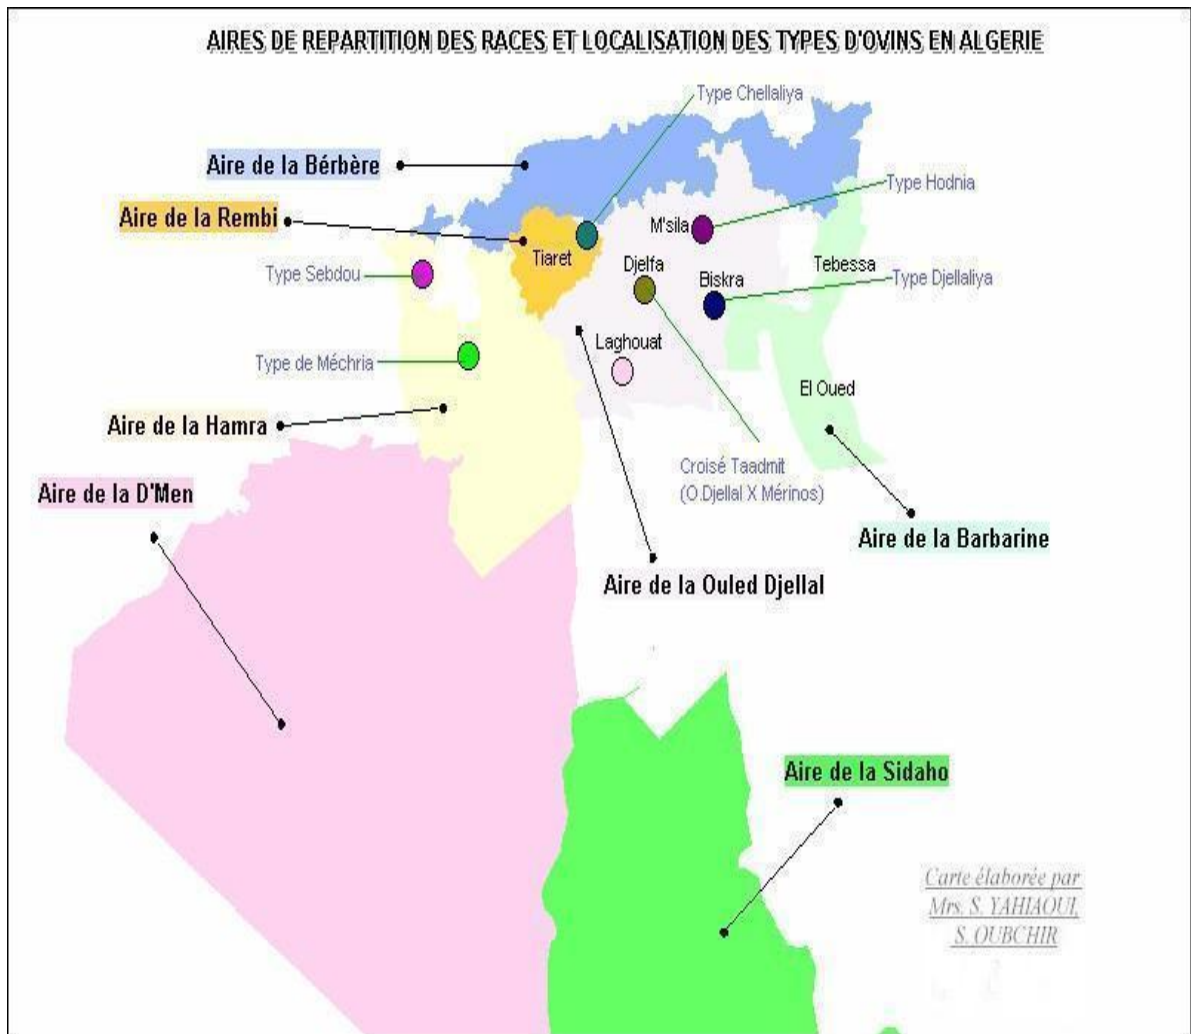 AIRES DE REPARTITION DES RACES ET LOCALISATION DES TYPES D'OVINS EN ALGERIE
Type Chellaliya
Aire de la Bérbère
Type Hodnia
Aire de la Rembi
M'sila
Tiaret
Djelfa
Tebessa
Type Sebdou
Biskra
Type Djellaliya
Laghouat
Type de Méchria
El Oued
Aire de la Hamra
Croisé Taadmit
(O.Djellal X Mérinos)
Aire de la D'Men
Aire de la Barbarine
Aire de la Ouled Djellal
Aire de la Sidaho
Carte élaborée par
Mrs. S. YAHIAOUI,
S. OUBCHIR